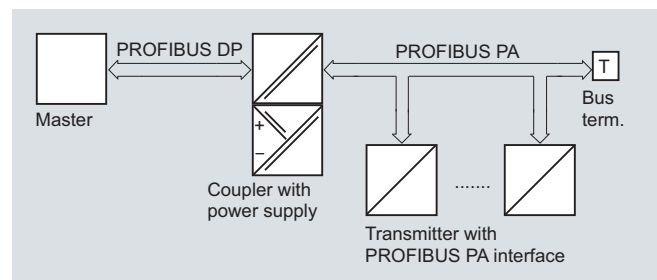 PROFIBUS DP
PROFIBUS PA
T
Master
Bus
term.
+
−
Coupler with
power supply
.......
Transmitter with
PROFIBUS PA interface